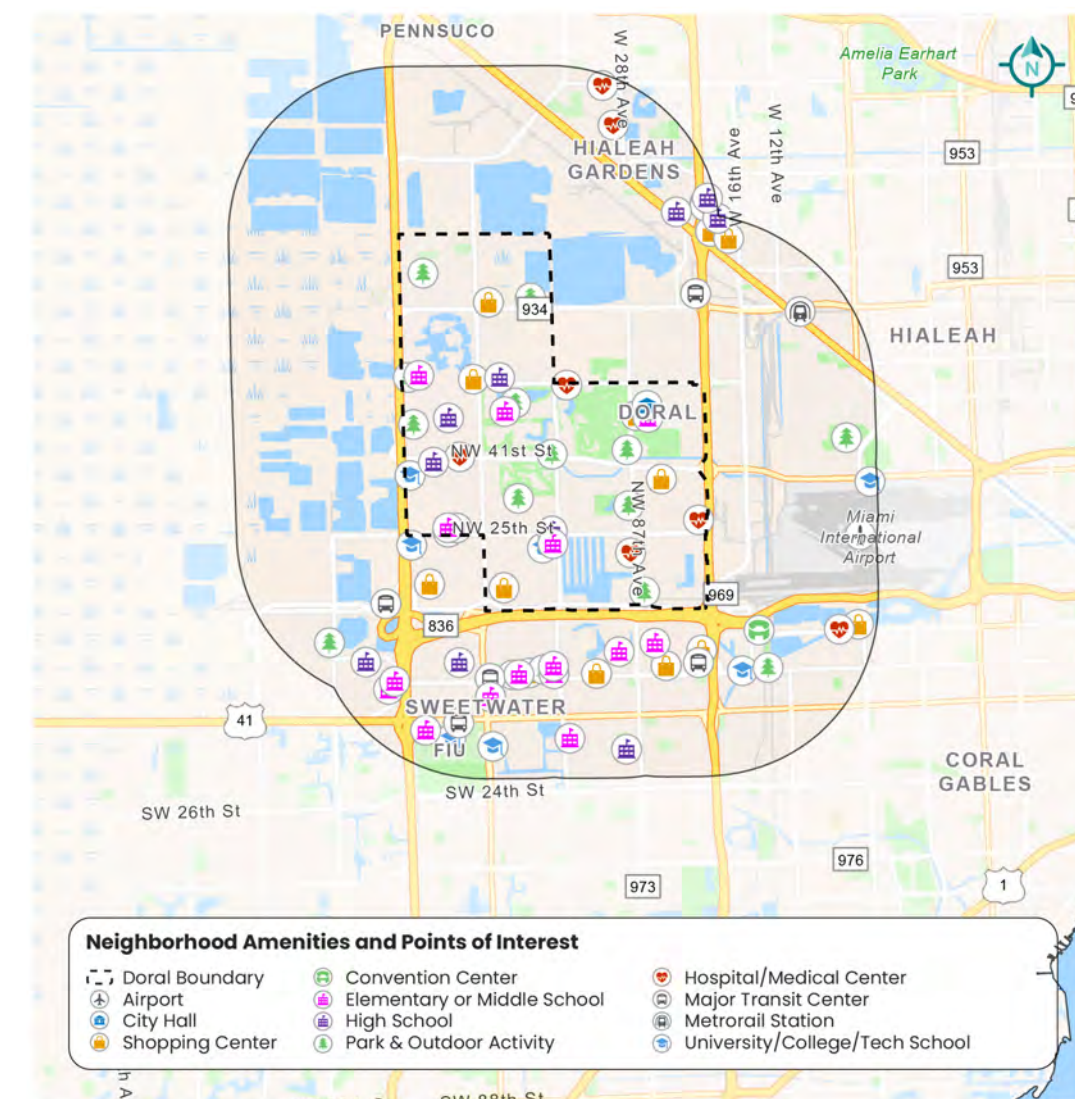 PENNSUCO
W 28th Ave
Amelia Earhart
Park
N
W 12th Ave
W 16th Ave
953
HIALEAH
GARDENS
953
934
HIALEAH
DORAL
NW 41st St
NW 87th Ave
NW 25th St
Miami
International
Airport
969
836
SWEETWATER
41
FIU
CORAL
GABLES
SW 24th St
SW 26th St
976
973
1
Neighborhood Amenities and Points of Interest
Doral Boundary
Airport
City Hall
Shopping Center
Convention Center
Elementary or Middle School
High School
Park & Outdoor Activity
Hospital/Medical Center
Major Transit Center
Metrorail Station
University/College/Tech School
SW 88th St